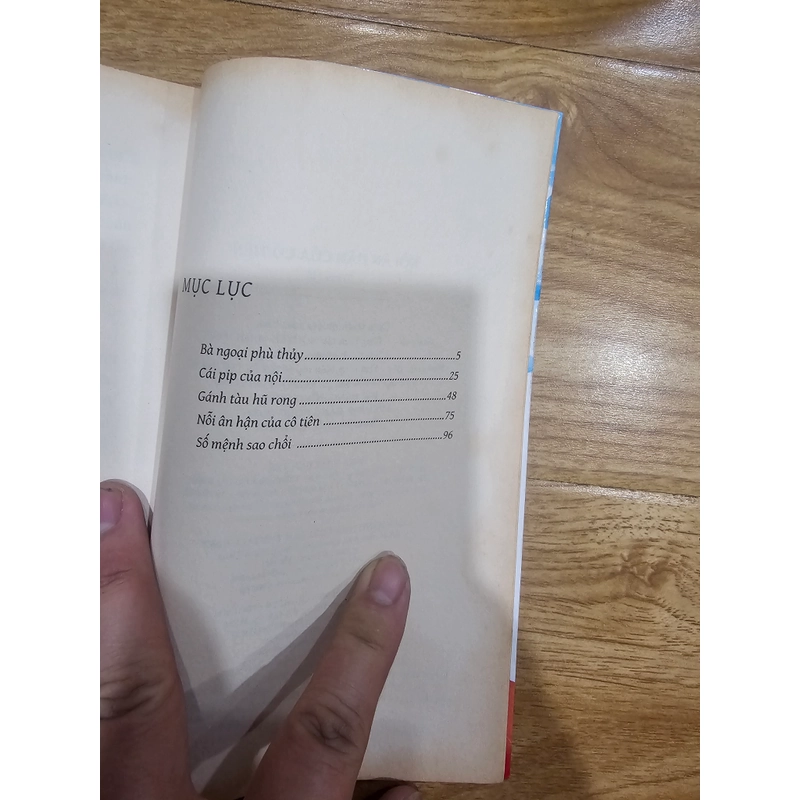 MỤC LỤC
Bà ngoại phù thủy..........5
Cái pip của nội..........25
Gánh tàu hũ rong..........48
Nỗi ân hận của cô tiên..........75
Số mệnh sao chổi..........96